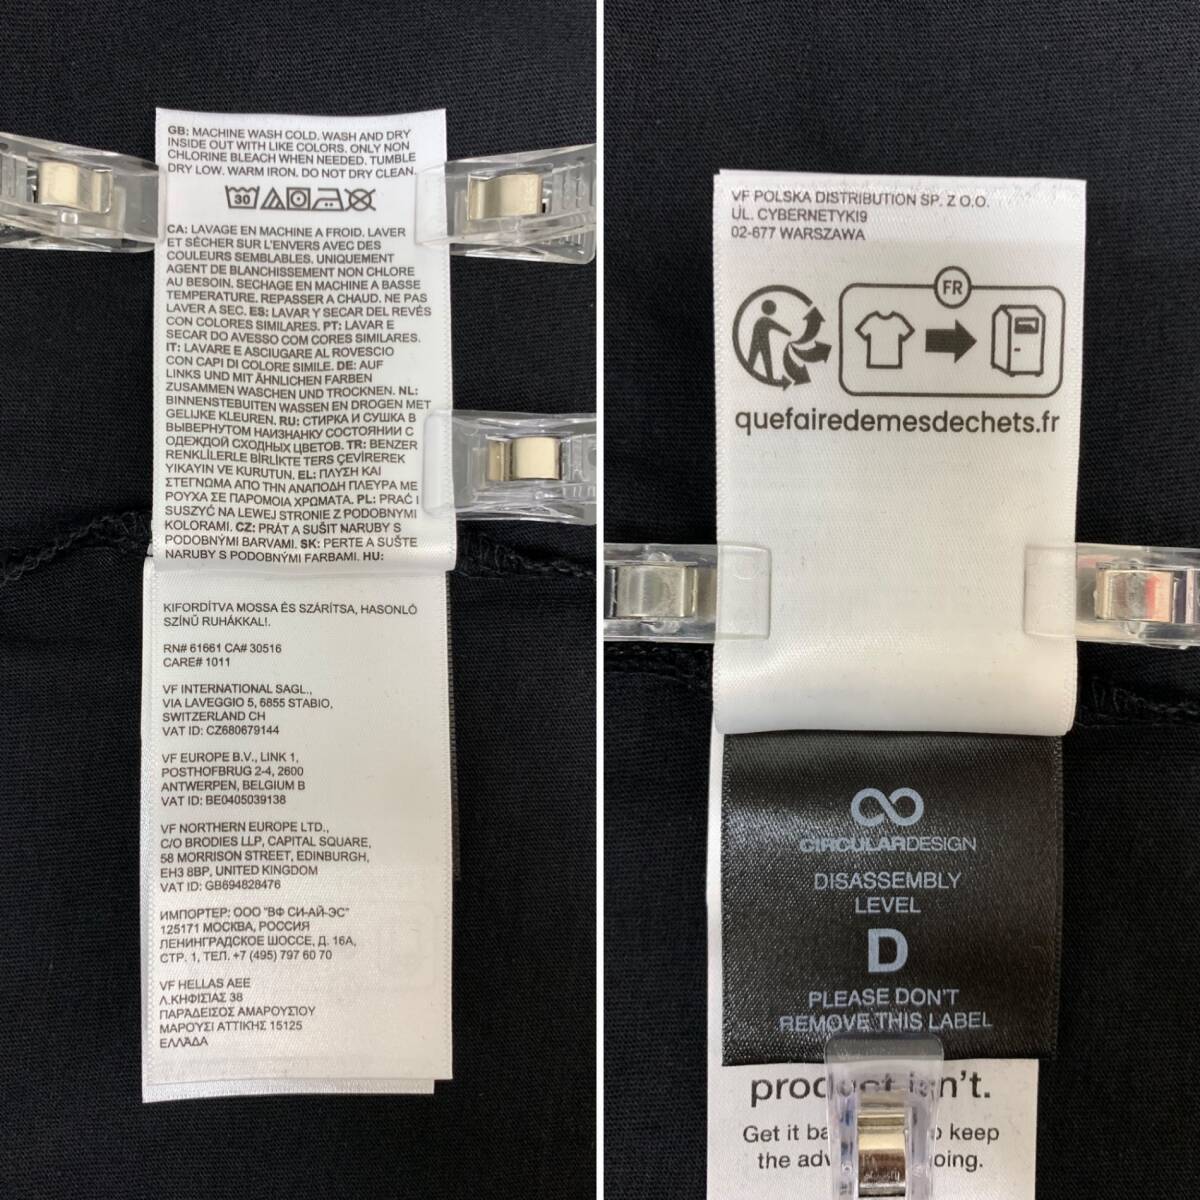 GB: MACHINE WASH COLD. WASH AND DRY
INSIDE OUT WITH LIKE COLORS. ONLY NON
CHLORINE BLEACH WHEN NEEDED. TUMBLE
DRY LOW. WARM IRON. DO NOT DRY CLEAN.
30
CA: LAVAGE EN MACHINE A FROID. LAVER
ET SÉCHER SUR L'ENVERS AVEC DES
COULEURS SEMBLABLES. UNIQUEMENT
AGENT DE BLANCHISSEMENT NON CHLORE
AU BESOIN. SECHAGE EN MACHINE A BASSE
TEMPERATURE. REPASSER A CHAUD. NE PAS
LAVER A SEC. ES: LAVAR Y SECAR DEL REVÉS
CON COLORES SIMILARES. PT: LAVAR E
SECAR DO AVESSO COM CORES SIMILARES.
IT: LAVARE E ASCIUGARE AL ROVESCIO
CON CAPI DI COLORE SIMILE. DE: AUF
LINKS UND MIT ÄHNLICHEN FARBEN
ZUSAMMEN WASCHEN UND TROCKNEN. NL:
BINNENSTEBUITEN WASSEN EN DROGEN MET
GELIJKE KLEUREN. RU: СТИРКА И СУШКА В
ВЫВЕРНУТОМ НАИЗНАНКУ СОСТОЯНИИ С
ОДЕЖДОЙ СХОДНЫХ ЦВЕТОВ. TR: BENZER
RENKLİLERLE BİRLİKTE TERS ÇEVİREREK
YIKAYIN VE KURUTUN. EL: ΠΛΥΣΗ ΚΑΙ
ΣΤΕΓΝΩΜΑ ΑΠΟ ΤΗΝ ΑΝΑΠΟΔΗ ΠΛΕΥΡΑ ΜΕ
ΡΟΥΧΑ ΣΕ ΠΑΡΟΜΟΙΑ ΧΡΩΜΑΤΑ. PL: PRAĆ I
SUSZYĆ NA LEWEJ STRONIE Z PODOBNYMI
KOLORAMI. CZ: PRÁT A SUŠIT NARUBY S
PODOBNÝMI BARVAMI. SK: PERTE A SUŠTE
NARUBY S PODOBNÝMI FARBAMI. HU:
KIFORDÍTVA MOSSA ÉS SZÁRÍTSA, HASONLÓ
SZÍNŰ RUHÁKKAL!.
RN# 61661 CA# 30516
CARE# 1011
VF INTERNATIONAL SAGL.,
VIA LAVEGGIO 5, 6855 STABIO,
SWITZERLAND CH
VAT ID: CZ680679144
VF EUROPE B.V., LINK 1,
POSTHOFBRUG 2-4, 2600
ANTWERPEN, BELGIUM B
VAT ID: BE0405039138
VF NORTHERN EUROPE LTD.,
C/O BRODIES LLP, CAPITAL SQUARE,
58 MORRISON STREET, EDINBURGH,
EH3 8BP, UNITED KINGDOM
VAT ID: GB694828476
ИМПОРТЕР: ООО "ВФ СИ-АЙ-ЭС"
125171 МОСКВА, РОССИЯ
ЛЕНИНГРАДСКОЕ ШОССЕ, Д. 16А,
СТР. 1, ТЕЛ. +7 (495) 797 60 70
VF HELLAS AEE
Λ.ΚΗΦΙΣΙΑΣ 38
ΠΑΡΑΔΕΙΣΟΣ ΑΜΑΡΟΥΣΙΟΥ
ΜΑΡΟΥΣΙ ΑΤΤΙΚΗΣ 15125
ΕΛΛΑΔΑ
VF POLSKA DISTRIBUTION SP. Z O.O.
UL. CYBERNETYKI9
02-677 WARSZAWA
FR
quefairedemesdechets.fr
CIRCULARDESIGN
DISASSEMBLY
LEVEL
D
PLEASE DON'T
REMOVE THIS LABEL
product isn't.
Get it keep
the